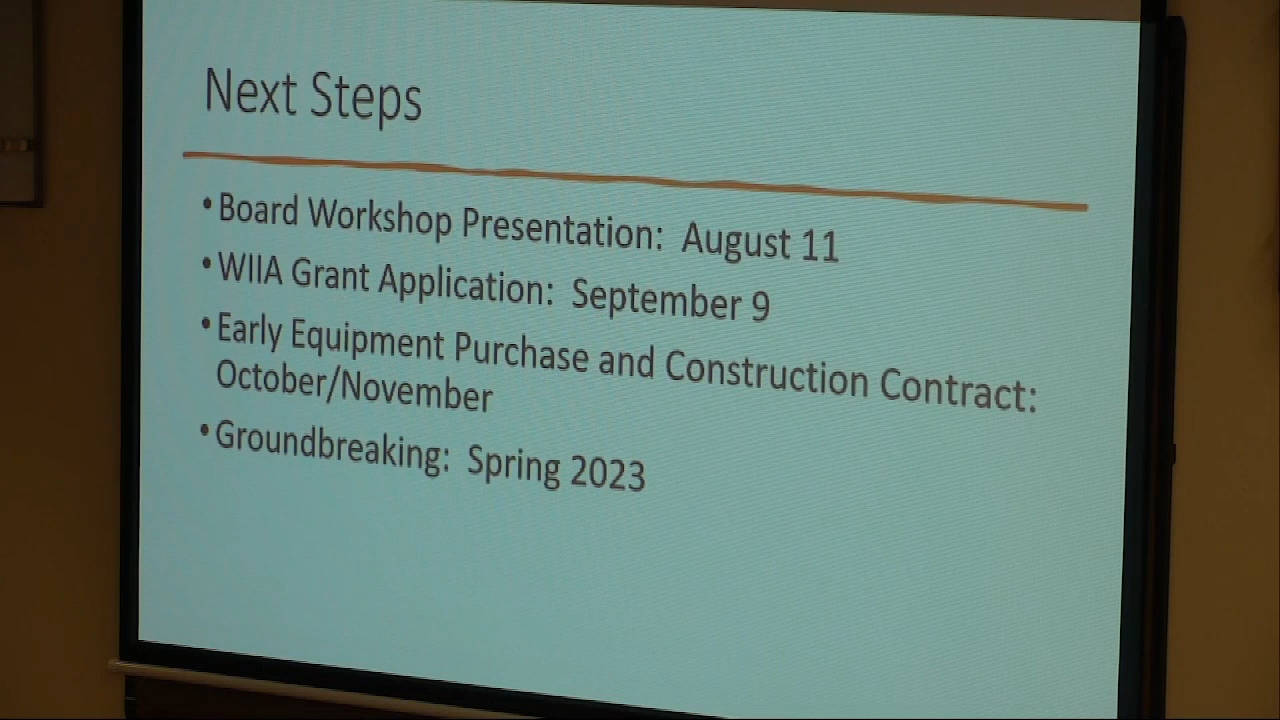 Next Steps
• Board Workshop Presentation: August 11
• WIIA Grant Application: September 9
• Early Equipment Purchase and Construction Contract:
October/November
• Groundbreaking: Spring 2023